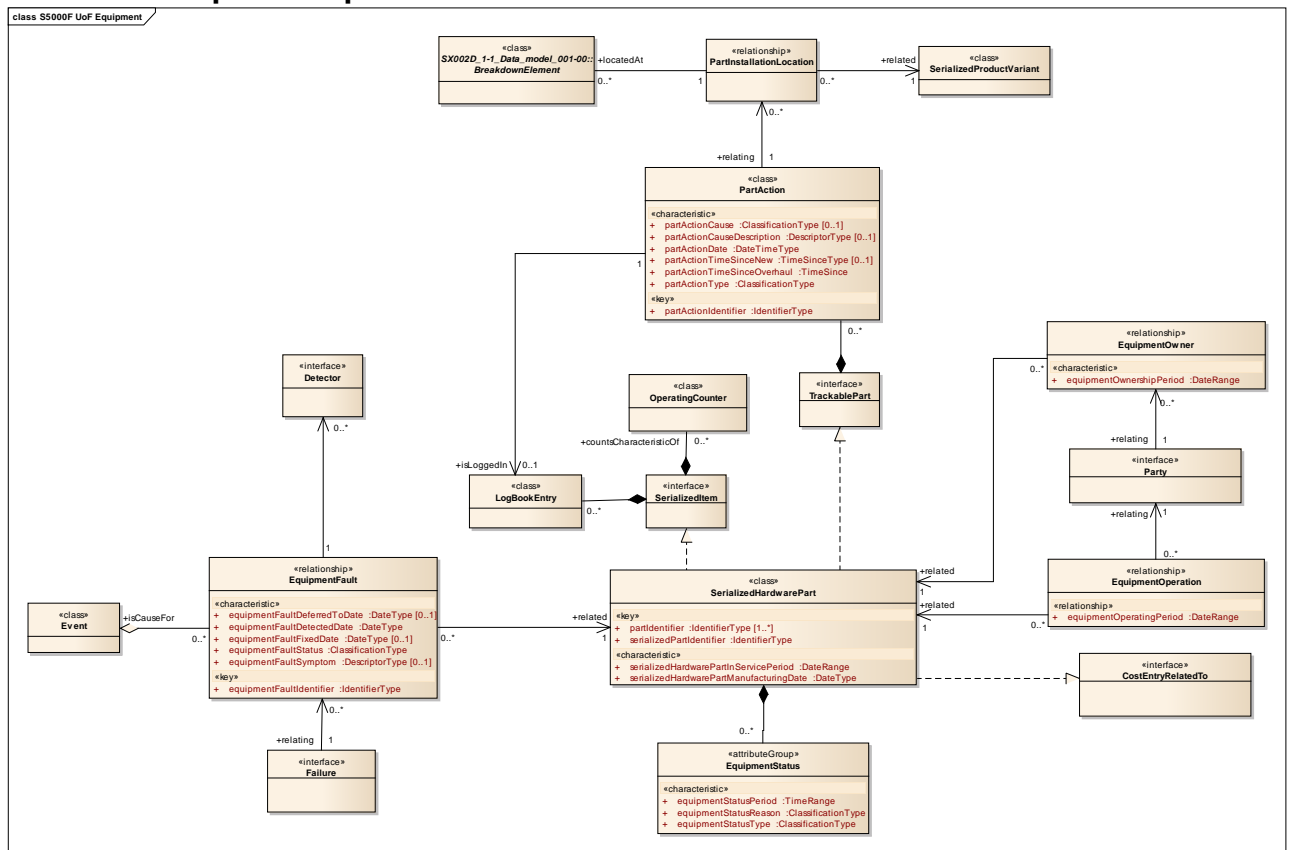 class S5000F UoF Equipment
«class»
SX002D_1-1_Data_model_001-00::
BreakdownElement
+locatedAt
0..*
1
«relationship»
PartInstallationLocation
0..*
+related
1
«class»
SerializedProductVariant
0..*
+relating
1
«class»
PartAction
«characteristic»
+ partActionCause :ClassificationType [0..1]
+ partActionCauseDescription :DescriptorType [0..1]
+ partActionDate :DateTimeType
+ partActionTimeSinceNew :TimeSinceType [0..1]
+ partActionTimeSinceOverhaul :TimeSince
+ partActionType :ClassificationType
«key»
+ partActionIdentifier :IdentifierType
1
0..*
«interface»
TrackablePart
«relationship»
EquipmentOwner
«characteristic»
+ equipmentOwnershipPeriod :DateRange
0..*
0..*
+relating
1
«interface»
Party
+relating
1
0..*
«relationship»
EquipmentOperation
«relationship»
+ equipmentOperatingPeriod :DateRange
0..*
«interface»
Detector
0..*
«class»
OperatingCounter
+countsCharacteristicOf
0..*
+isLoggedIn
0..1
«class»
LogBookEntry
0..*
«interface»
SerializedItem
1
«relationship»
EquipmentFault
«characteristic»
+ equipmentFaultDeferredToDate :DateType [0..1]
+ equipmentFaultDetectedDate :DateType
+ equipmentFaultFixedDate :DateType [0..1]
+ equipmentFaultStatus :ClassificationType
+ equipmentFaultSymptom :DescriptorType [0..1]
«key»
+ equipmentFaultIdentifier :IdentifierType
«class»
Event
+isCauseFor
0..*
0..*
+related
1
«class»
SerializedHardwarePart
«key»
+ partIdentifier :IdentifierType [1..*]
+ serializedPartIdentifier :IdentifierType
«characteristic»
+ serializedHardwarePartInServicePeriod :DateRange
+ serializedHardwarePartManufacturingDate :DateType
+related
1
+related
1
«interface»
CostEntryRelatedTo
0..*
+relating
1
«interface»
Failure
0..*
«attributeGroup»
EquipmentStatus
«characteristic»
+ equipmentStatusPeriod :TimeRange
+ equipmentStatusReason :ClassificationType
+ equipmentStatusType :ClassificationType